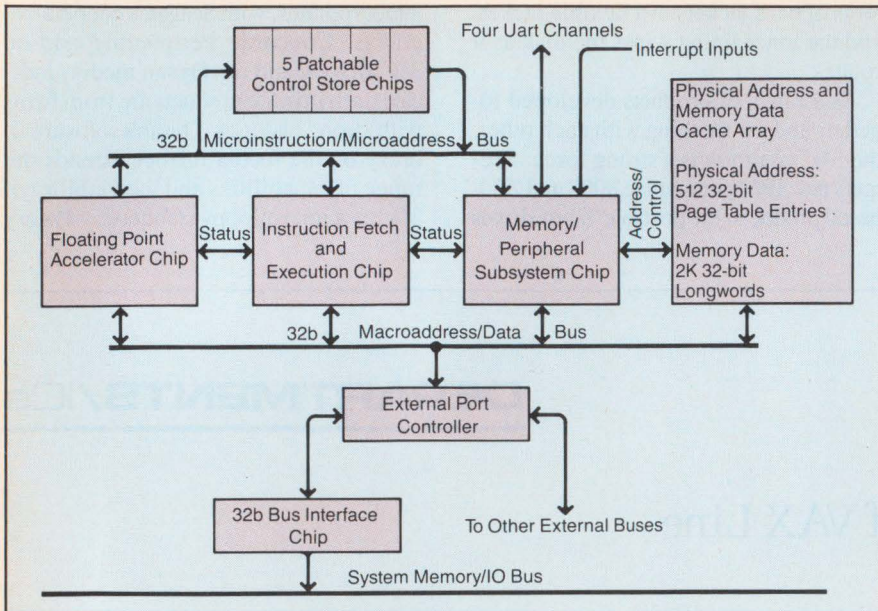 5 Patchable
Control Store Chips
Four Uart Channels
Interrupt Inputs
32b Microinstruction/Microaddress Bus
Physical Address and
Memory Data
Cache Array
Physical Address:
512 32-bit
Page Table Entries
Memory Data:
2K 32-bit
Longwords
Address/
Control
Floating Point
Accelerator Chip
Status
Instruction Fetch
and
Execution Chip
Status
Memory/
Peripheral
Subsystem Chip
32b Macroaddress/Data Bus
External Port
Controller
32b Bus Interface
Chip
To Other External Buses
System Memory/IO Bus